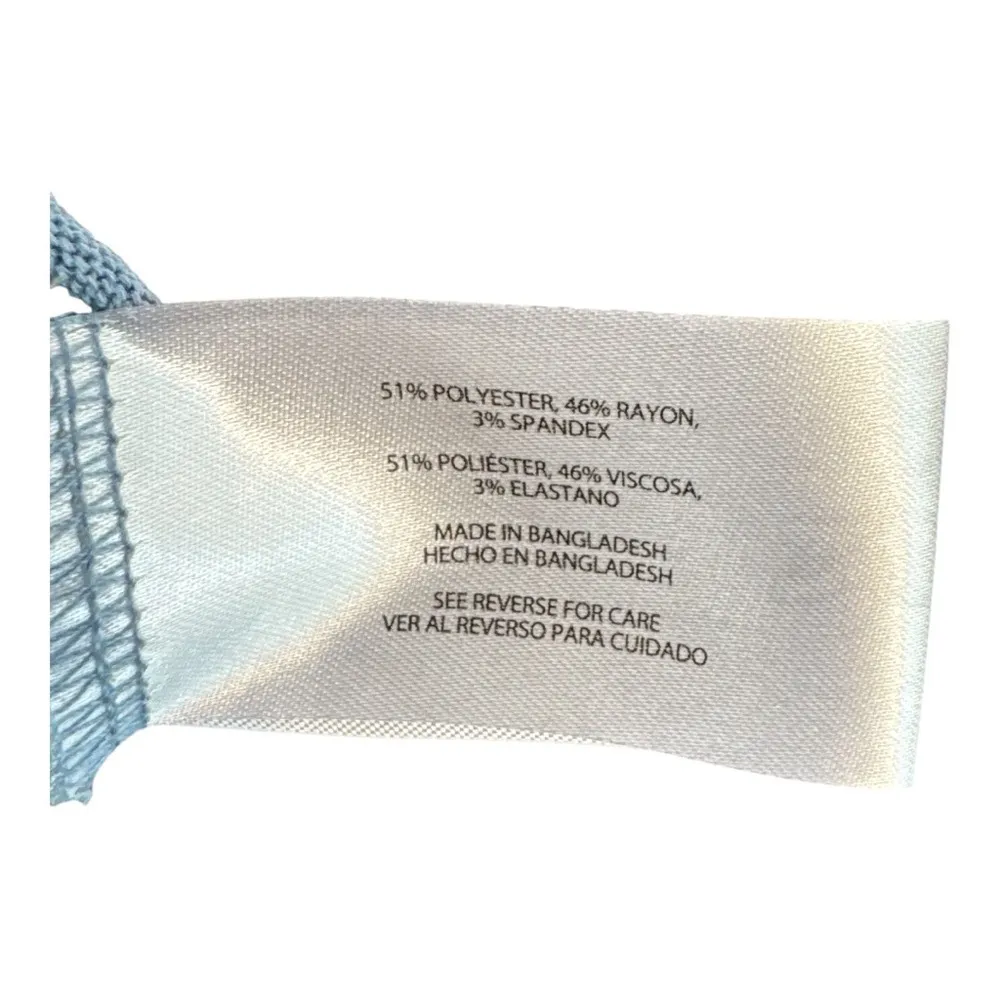 51% POLYESTER, 46% RAYON,
3% SPANDEX
51% POLIÉSTER, 46% VISCOSA,
3% ELASTANO
MADE IN BANGLADESH
HECHO EN BANGLADESH
SEE REVERSE FOR CARE
VER AL REVERSO PARA CUIDADO